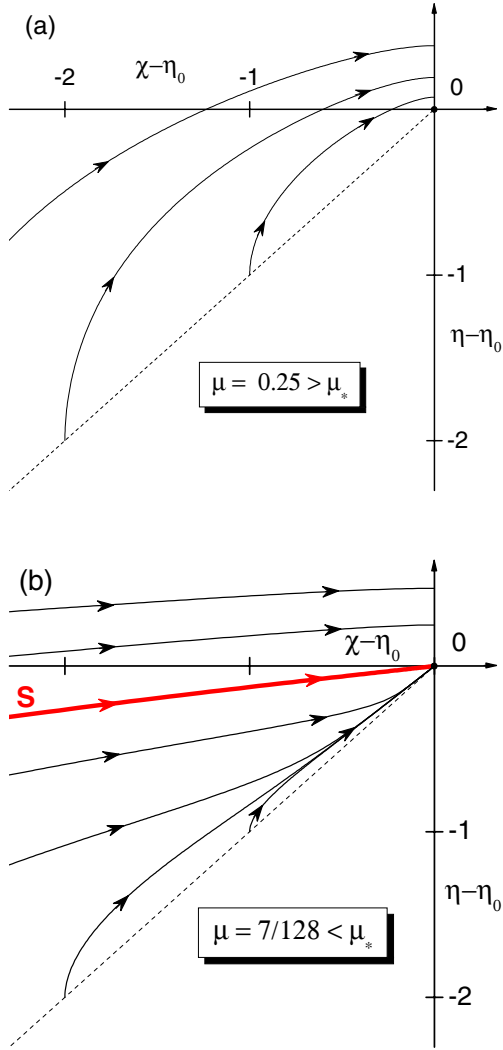 (a)
-2
χ−η₀
-1
0
-1
η−η₀
μ = 0.25 > μ*
-2
(b)
0
χ−η₀
S
-1
η−η₀
μ = 7/128 < μ*
-2